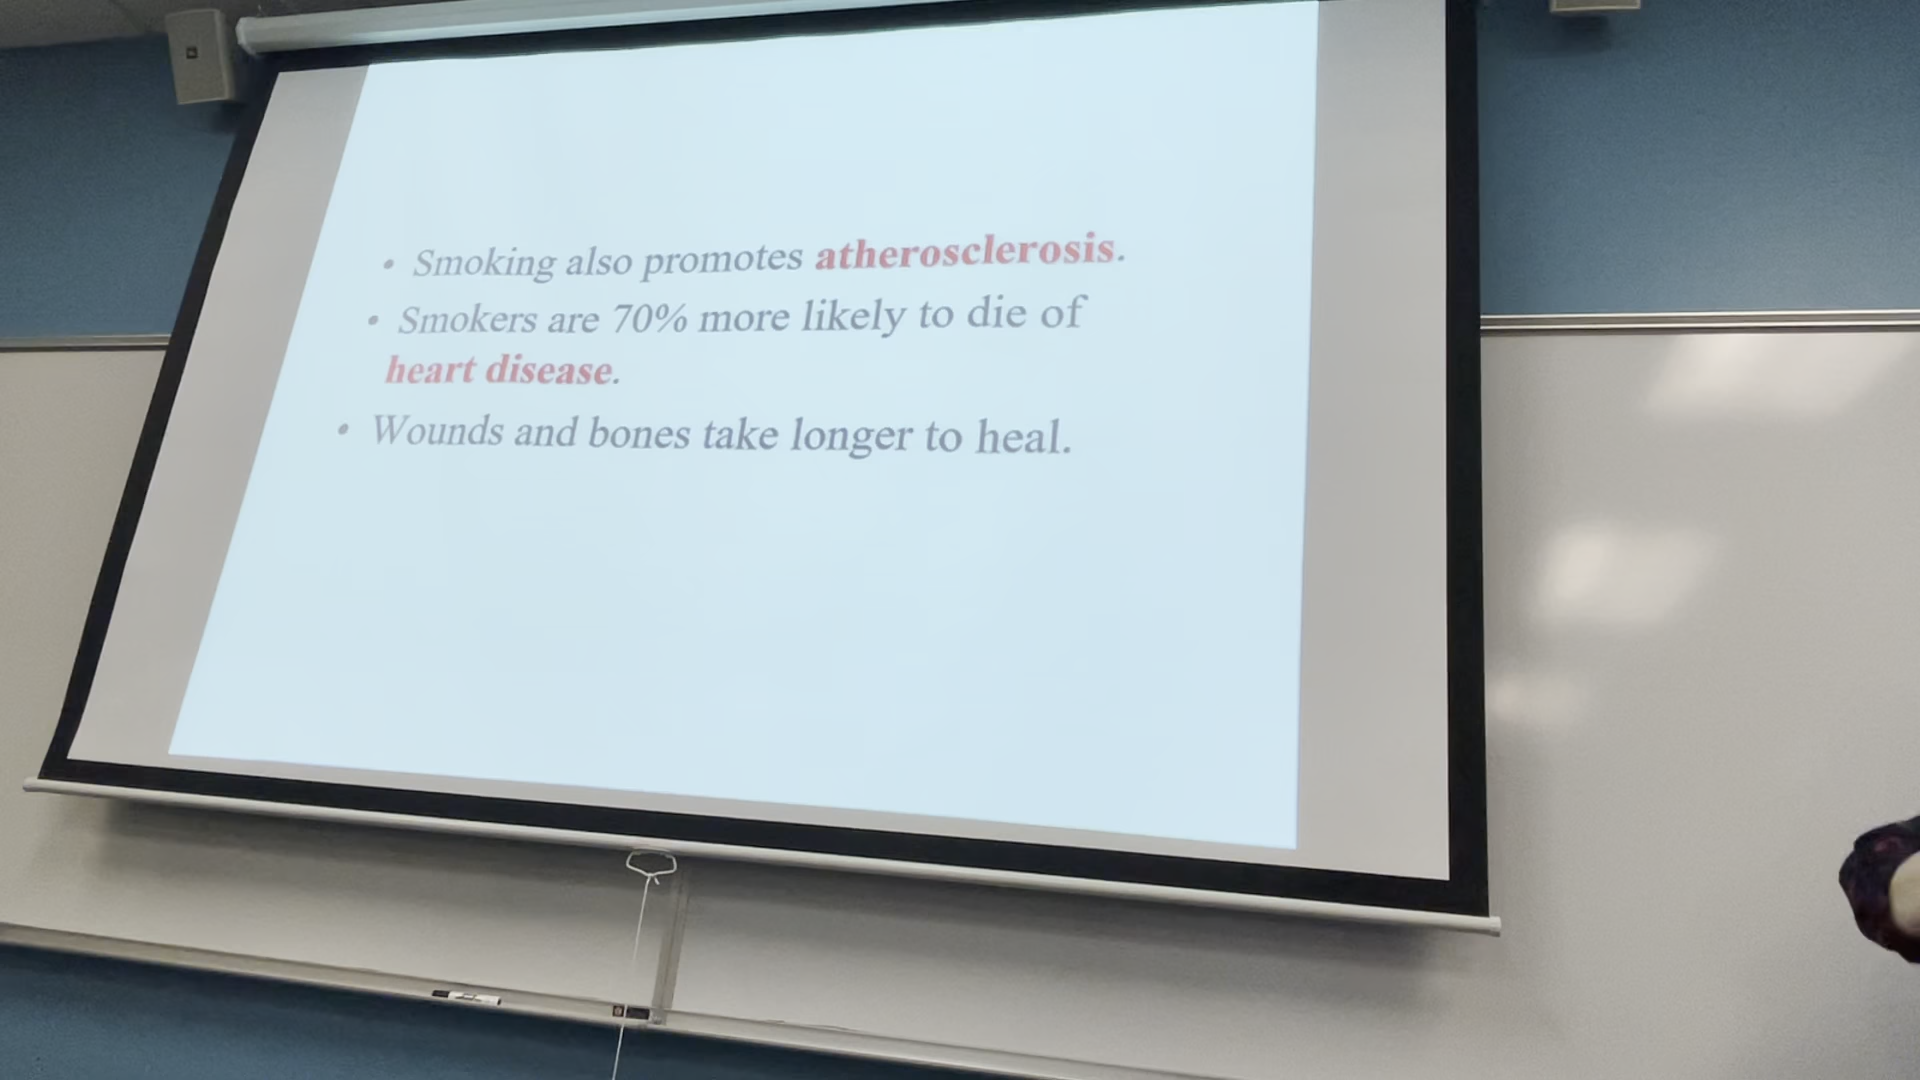 • Smoking also promotes atherosclerosis.
• Smokers are 70% more likely to die of
heart disease.
• Wounds and bones take longer to heal.